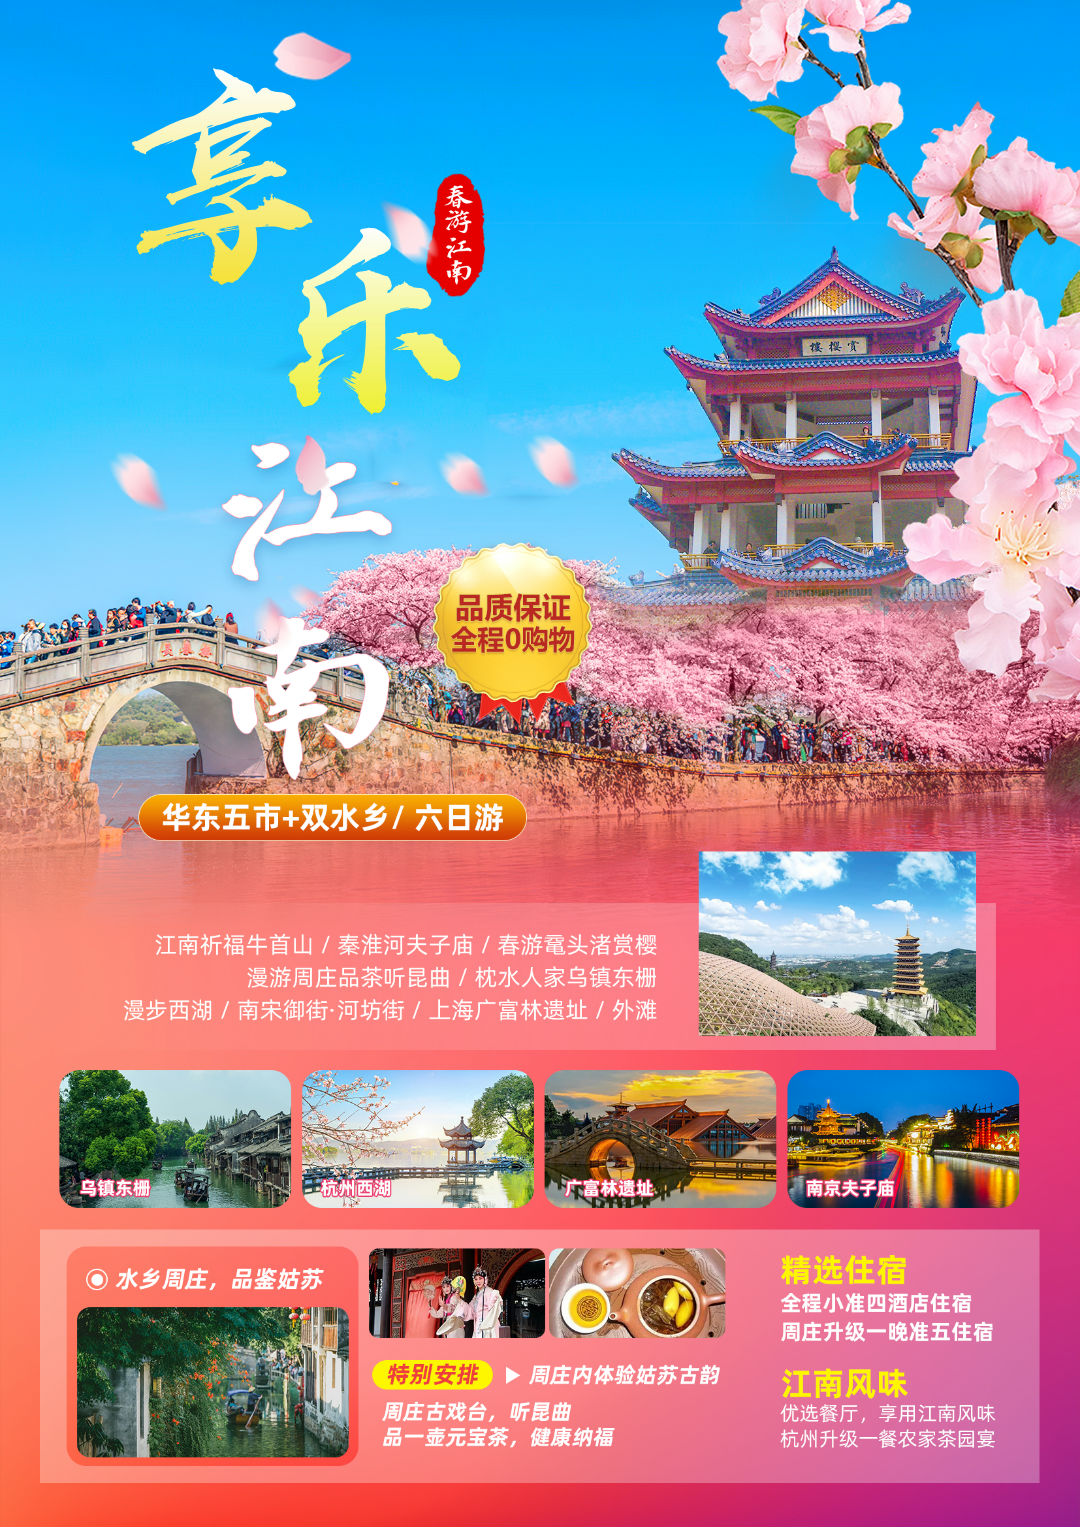 享乐江南
春游江南
赏樱楼
品质保证
全程0购物
长春桥
华东五市+双水乡/ 六日游
江南祈福牛首山 / 秦淮河夫子庙 / 春游鼋头渚赏樱
漫游周庄品茶听昆曲 / 枕水人家乌镇东栅
漫步西湖 / 南宋御街·河坊街 / 上海广富林遗址 / 外滩
乌镇东栅
杭州西湖
广富林遗址
南京夫子庙
水乡周庄，品鉴姑苏
特别安排 ▶ 周庄内体验姑苏古韵
周庄古戏台，听昆曲
品一壶元宝茶，健康纳福
精选住宿
全程小准四酒店住宿
周庄升级一晚准五住宿
江南风味
优选餐厅，享用江南风味
杭州升级一餐农家茶园宴